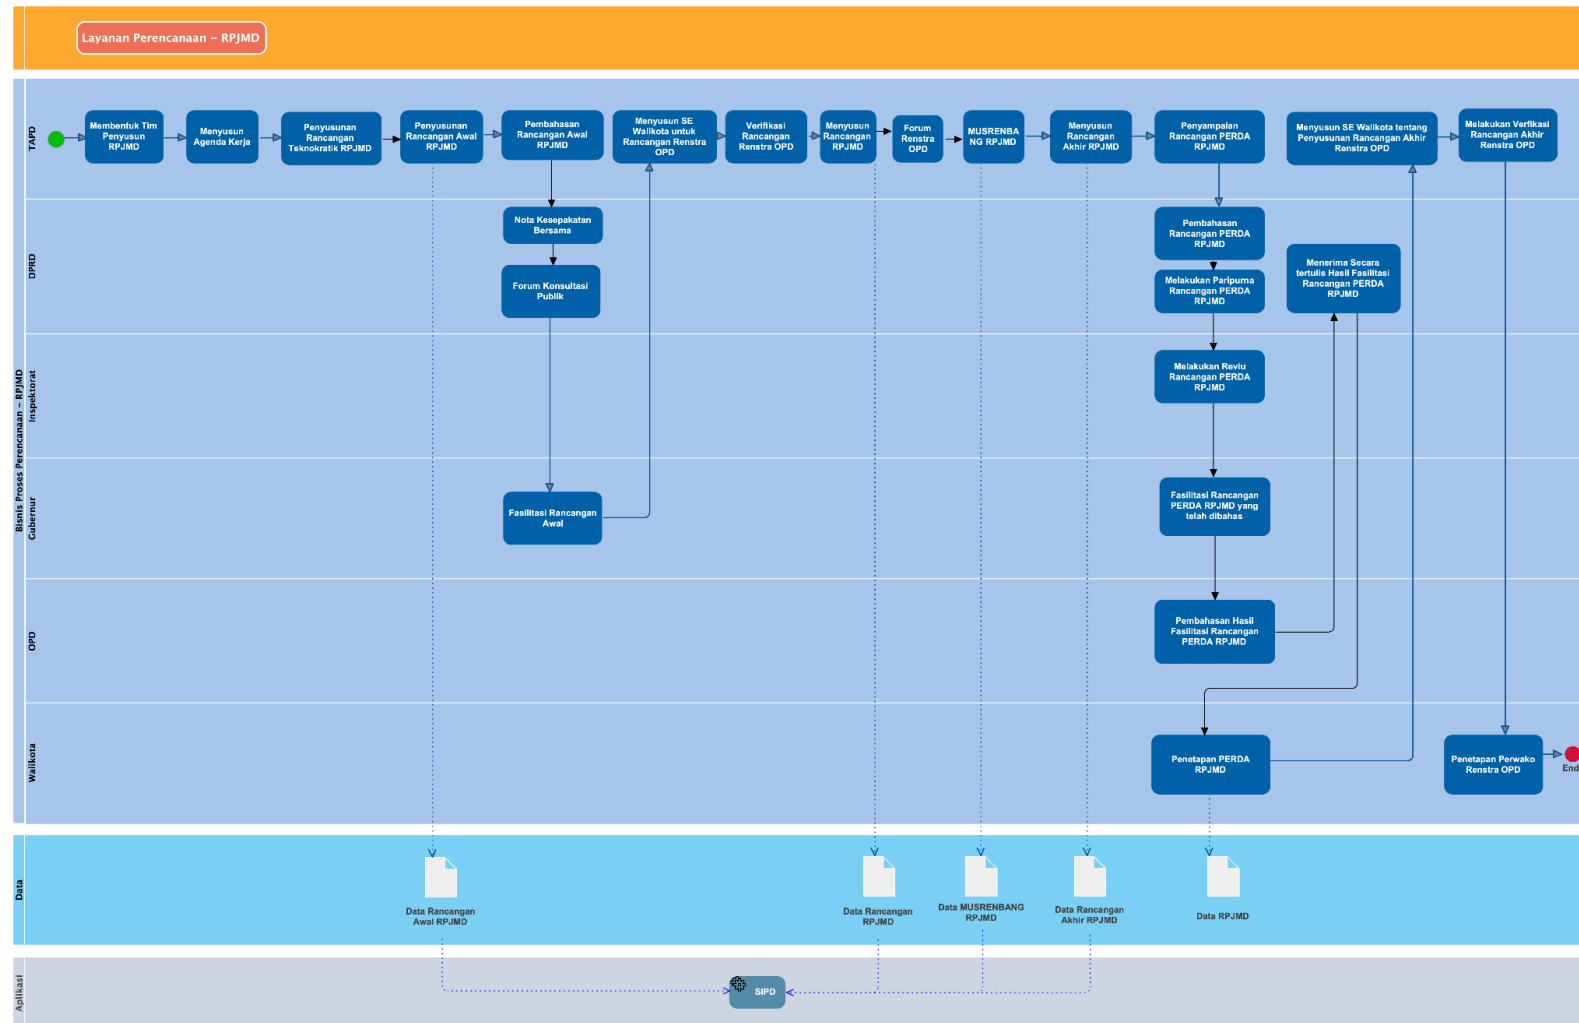 Layanan Perencanaan – RPJMD
Bisnis Proses Perencanaan – RPJMD
TAPD
Membentuk Tim
Penyusun
RPJMD
Menyusun
Agenda Kerja
Penyusunan
Rancangan
Teknokratik RPJMD
Penyusunan
Rancangan Awal
RPJMD
Pembahasan
Rancangan Awal
RPJMD
Menyusun SE
Walikota untuk
Rancangan Renstra
OPD
Verifikasi
Rancangan
Renstra OPD
Menyusun
Rancangan
RPJMD
Forum
Renstra
OPD
MUSRENBA
NG RPJMD
Menyusun
Rancangan
Akhir RPJMD
Penyampaian
Rancangan PERDA
RPJMD
Menyusun SE Walikota tentang
Penyusunan Rancangan Akhir
Renstra OPD
Melakukan Verfikasi
Rancangan Akhir
Renstra OPD
DPRD
Nota Kesepakatan
Bersama
Forum Konsultasi
Publik
Pembahasan
Rancangan PERDA
RPJMD
Melakukan Paripurna
Rancangan PERDA
RPJMD
Menerima Secara
tertulis Hasil Fasilitasi
Rancangan PERDA
RPJMD
Inspektorat
Melakukan Reviu
Rancangan PERDA
RPJMD
Gubernur
Fasilitasi Rancangan
Awal
Fasilitasi Rancangan
PERDA RPJMD yang
telah dibahas
OPD
Pembahasan Hasil
Fasilitasi Rancangan
PERDA RPJMD
Walikota
Penetapan PERDA
RPJMD
Penetapan Perwako
Renstra OPD
End
Data
Data Rancangan
Awal RPJMD
Data Rancangan
RPJMD
Data MUSRENBANG
RPJMD
Data Rancangan
Akhir RPJMD
Data RPJMD
Aplikasi
SIPD